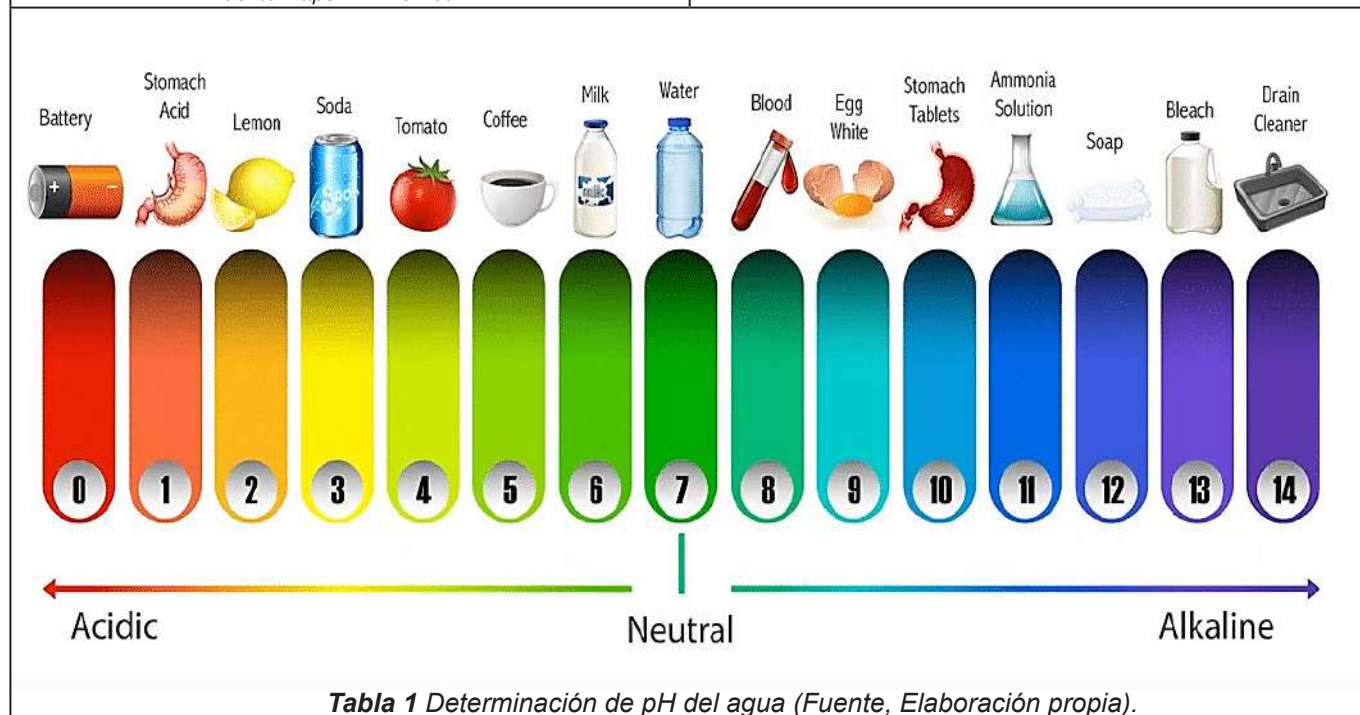 Battery
Stomach
Acid
Lemon
Soda
Tomato
Coffee
Milk
Water
Blood
Egg
White
Stomach
Tablets
Ammonia
Solution
Soap
Bleach
Drain
Cleaner
+
-
milk
0 1 2 3 4 5 6 7 8 9 10 11 12 13 14
Acidic Neutral Alkaline
Tabla 1 Determinación de pH del agua (Fuente, Elaboración propia).